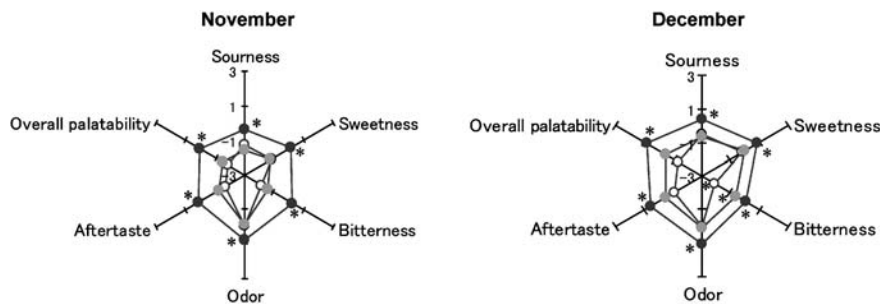 November
Sourness
3
1
-1
-3
Overall palatability
Sweetness
*
*
*
*
*
*
Aftertaste
Bitterness
Odor
December
Sourness
3
1
-1
-3
Overall palatability
Sweetness
*
*
*
*
*
*
*
*
Aftertaste
Bitterness
Odor